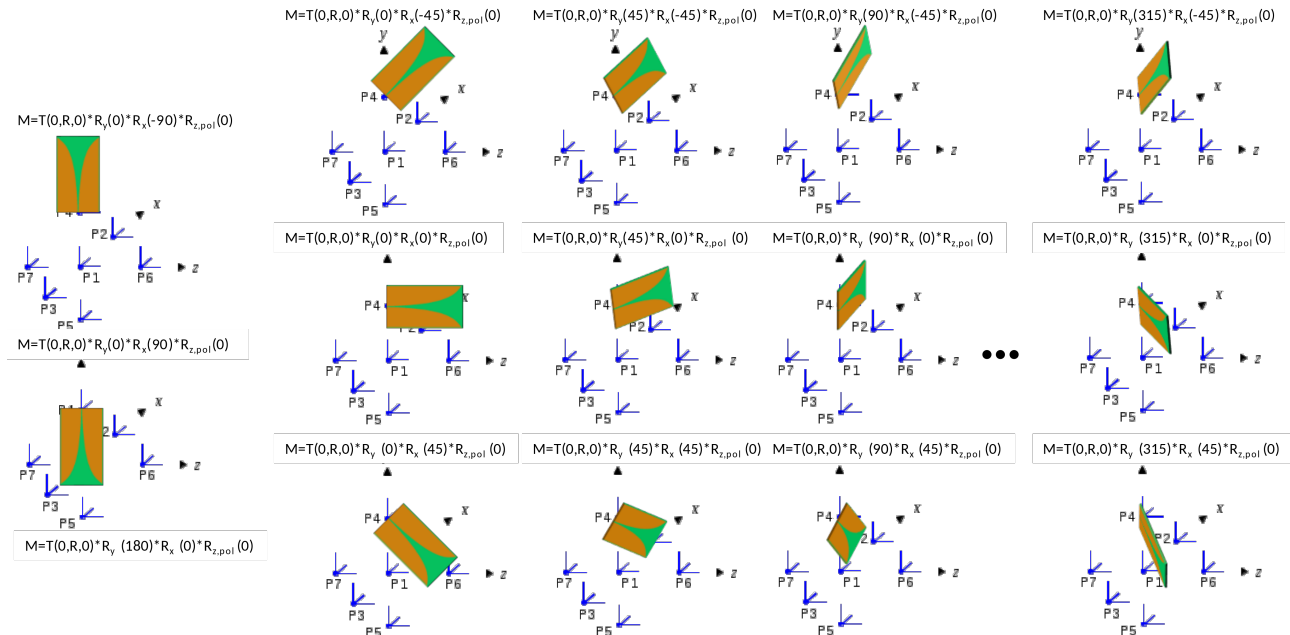 M=T(0,R,0)*Ry(0)*Rx(-90)*Rz,pol(0)
P4
x
P2
P7 P1 P6 z
P3
P5
M=T(0,R,0)*Ry(0)*Rx(90)*Rz,pol(0)
x
2
P7 P6 z
P3
P5
M=T(0,R,0)*Ry (180)*Rx (0)*Rz,pol (0)
M=T(0,R,0)*Ry(0)*Rx(-45)*Rz,pol(0)
y
x
P4
P2
P7 P1 P6 z
P3
P5
M=T(0,R,0)*Ry(45)*Rx(-45)*Rz,pol(0)
y
x
P4
P2
P7 P1 P6 z
P3
P5
M=T(0,R,0)*Ry(90)*Rx(-45)*Rz,pol(0)
y
x
P4
P2
P7 P1 P6 z
P3
P5
M=T(0,R,0)*Ry(315)*Rx(-45)*Rz,pol(0)
y
x
P4
P2
P7 P1 P6 z
P3
P5
M=T(0,R,0)*Ry(0)*Rx(0)*Rz,pol(0)
P4 x
P2
P7 P1 P6 z
P3
P5
M=T(0,R,0)*Ry(45)*Rx(0)*Rz,pol (0)
P4 x
P2
P7 P1 P6 z
P3
P5
M=T(0,R,0)*Ry (90)*Rx (0)*Rz,pol (0)
x
P4
P2
P7 P1 P6 z
P3
P5
M=T(0,R,0)*Ry (315)*Rx (0)*Rz,pol (0)
x
P4
P2
P7 P1 P6 z
P3
P5
M=T(0,R,0)*Ry (0)*Rx (45)*Rz,pol (0)
x
P4
P7 P1 P6 z
P3
P5
M=T(0,R,0)*Ry (45)*Rx (45)*Rz,pol (0)
x
P4
P7 P1 P6 z
P3
P5
M=T(0,R,0)*Ry (90)*Rx (45)*Rz,pol (0)
x
P4
2
P7 P1 P6 z
P3
P5
M=T(0,R,0)*Ry (315)*Rx (45)*Rz,pol (0)
x
P4
P2
P7 P1 P6 z
P3
P5